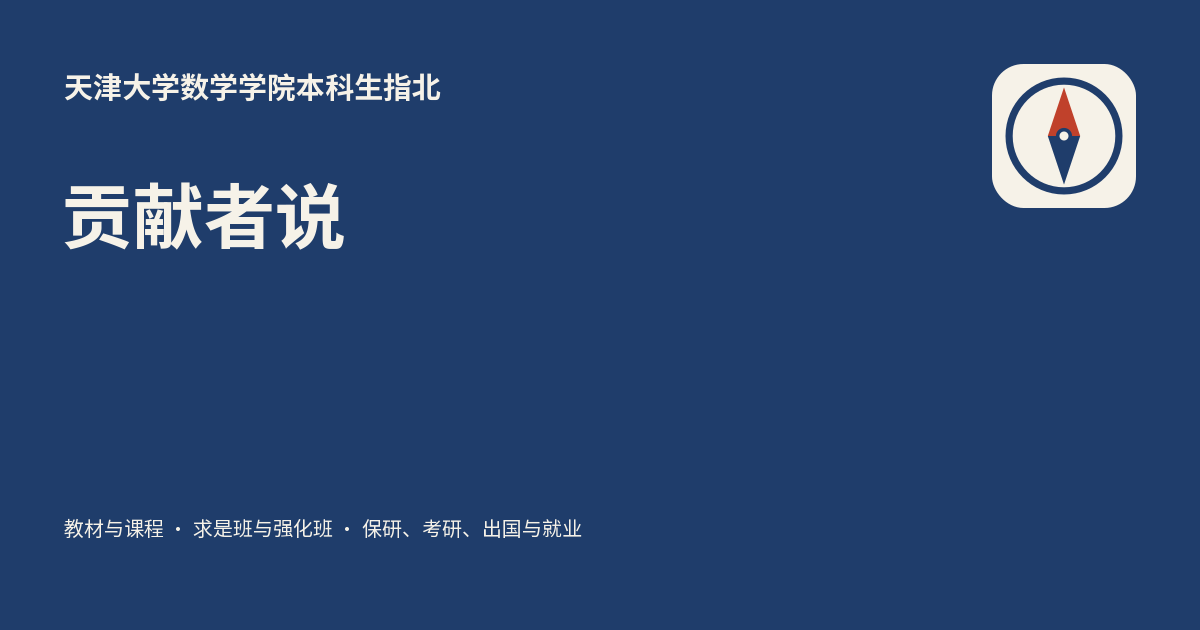 天津大学数学学院本科生指北
贡献者说
教材与课程 · 求是班与强化班 · 保研、考研、出国与就业